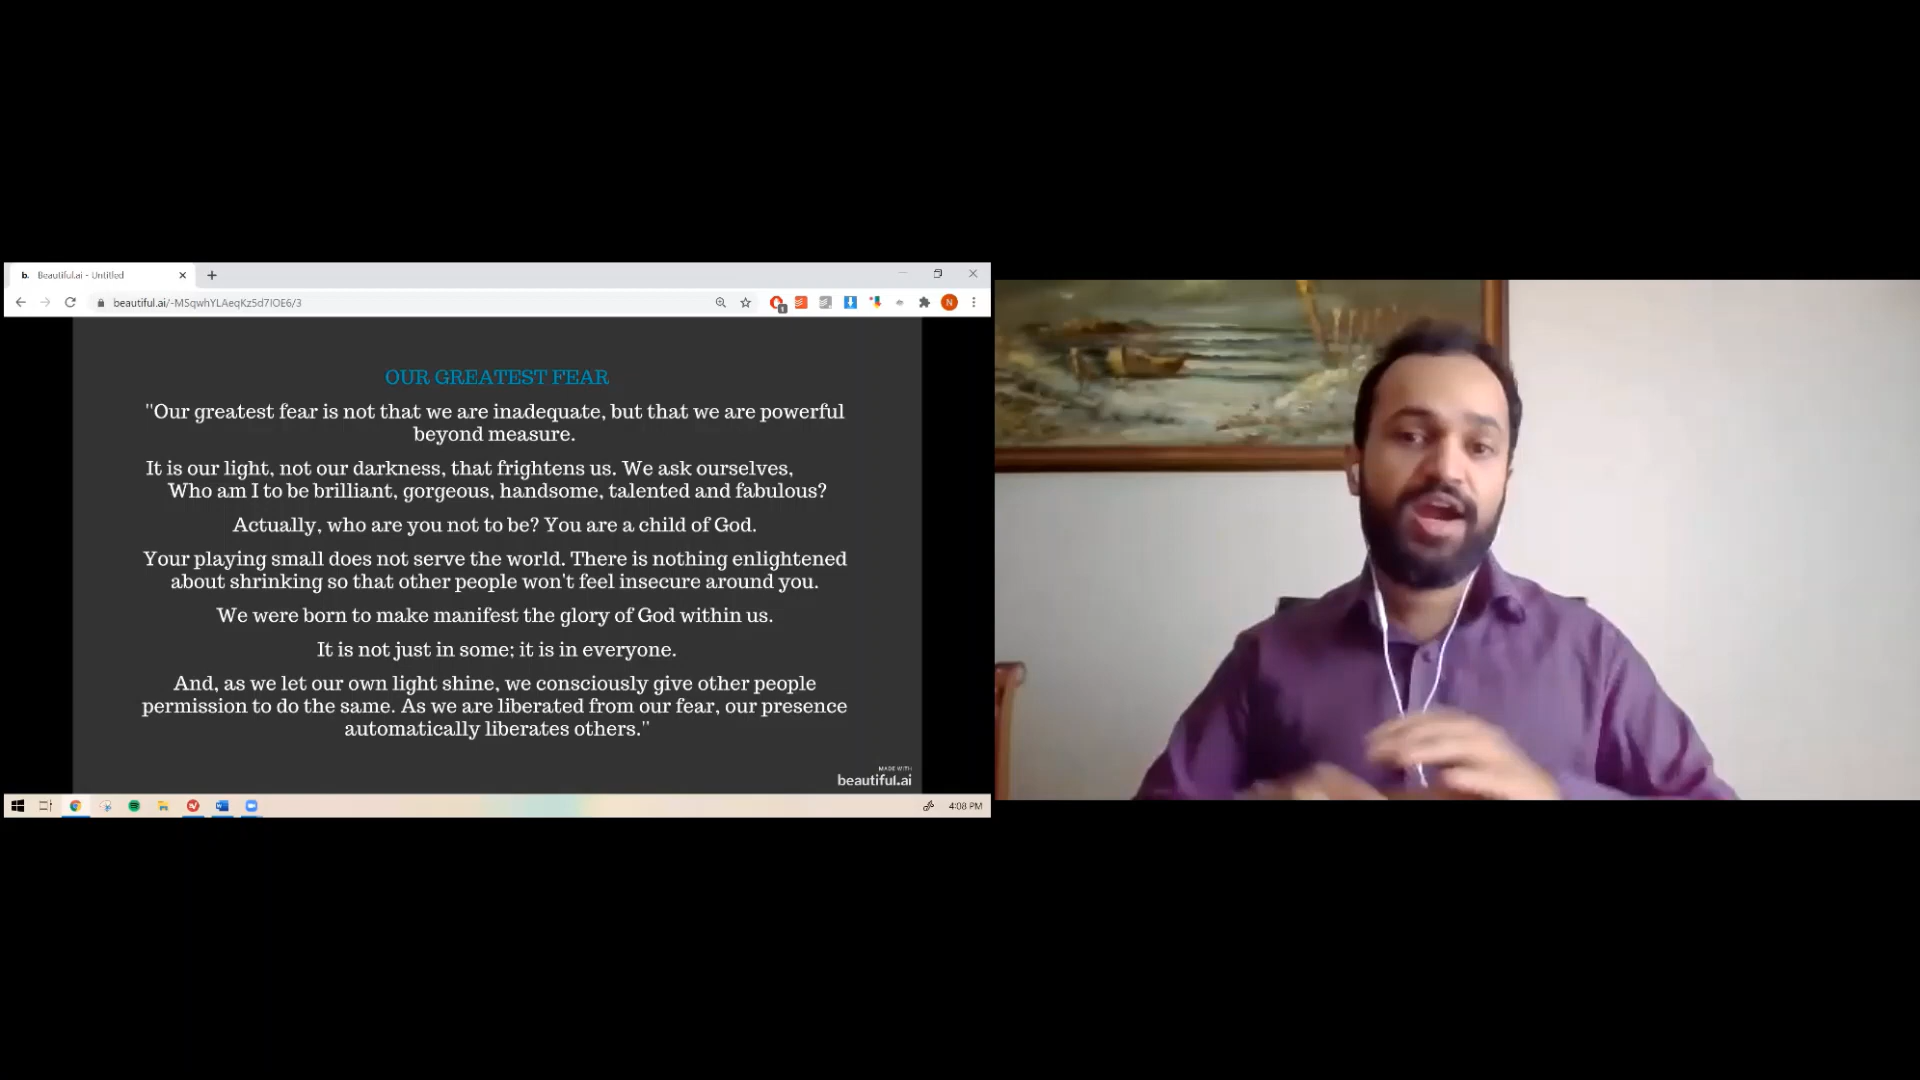 b. Beautiful.ai - Untitled
beautiful.ai/-MSqwhYLAeqKz5d7IOE6/3
N
OUR GREATEST FEAR
"Our greatest fear is not that we are inadequate, but that we are powerful
beyond measure.
It is our light, not our darkness, that frightens us. We ask ourselves,
Who am I to be brilliant, gorgeous, handsome, talented and fabulous?
Actually, who are you not to be? You are a child of God.
Your playing small does not serve the world. There is nothing enlightened
about shrinking so that other people won't feel insecure around you.
We were born to make manifest the glory of God within us.
It is not just in some; it is in everyone.
And, as we let our own light shine, we consciously give other people
permission to do the same. As we are liberated from our fear, our presence
automatically liberates others."
MADE WITH
beautiful.ai
4:08 PM